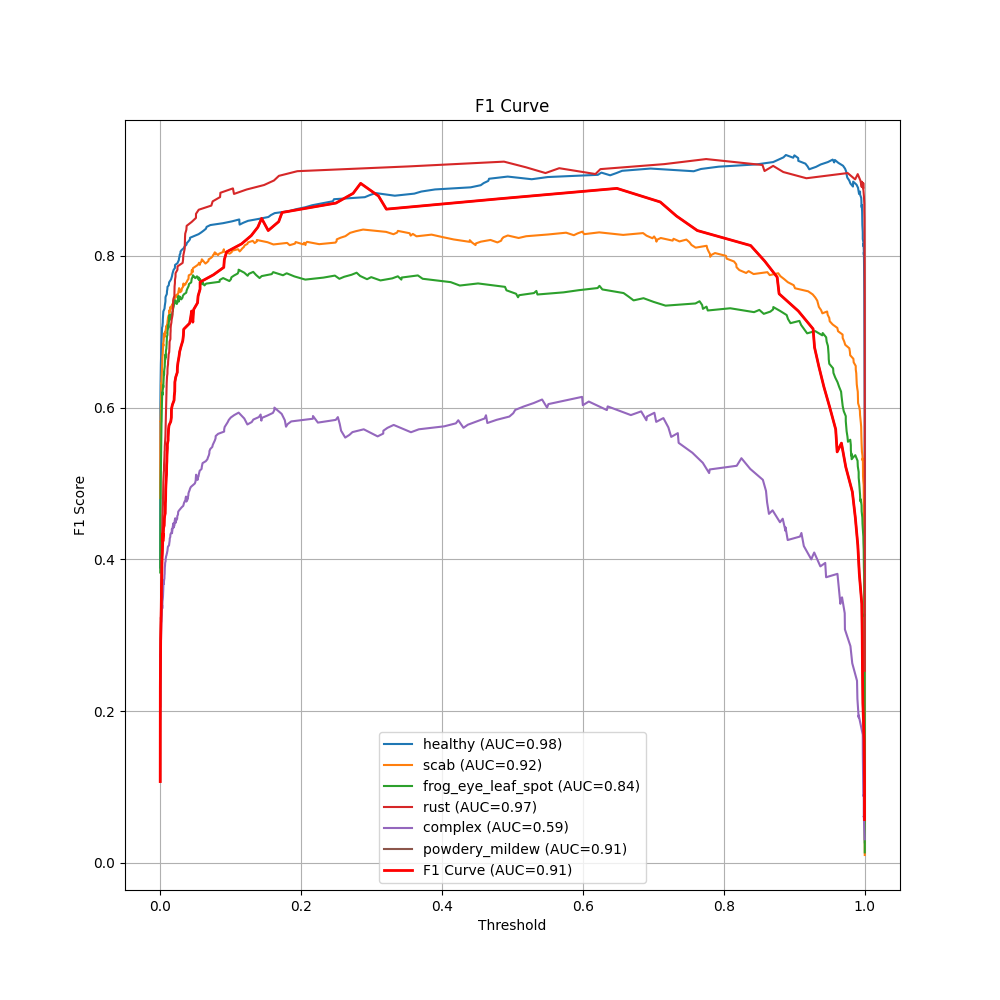 F1 Curve
F1 Score
0.8
0.6
0.4
0.2
0.0
healthy (AUC=0.98)
scab (AUC=0.92)
frog_eye_leaf_spot (AUC=0.84)
rust (AUC=0.97)
complex (AUC=0.59)
powdery_mildew (AUC=0.91)
F1 Curve (AUC=0.91)
0.0 0.2 0.4 0.6 0.8 1.0
Threshold